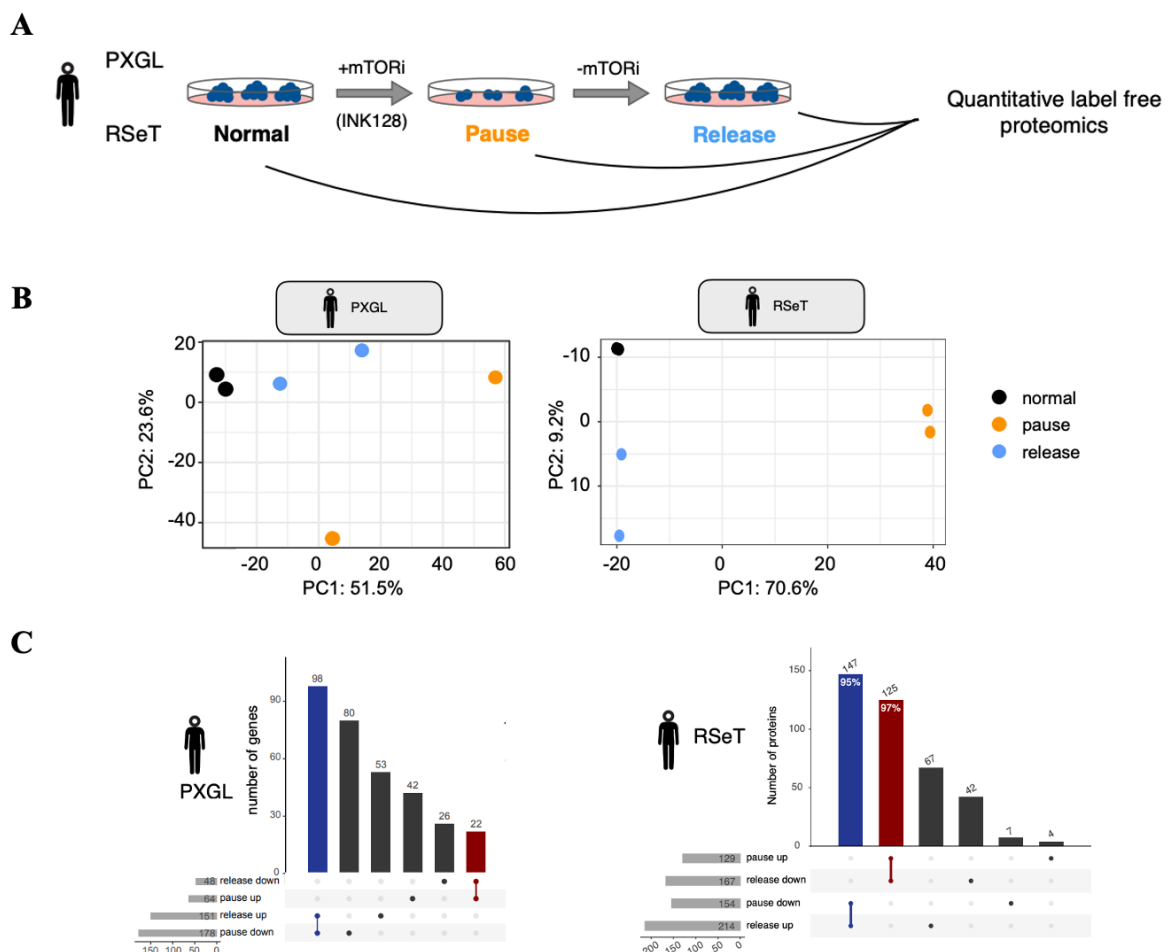 A
PXGL
RSeT
+mTORi
(INK128)
-mTORi
Normal
Pause
Release
Quantitative label free
proteomics
B
PXGL
20
0
-20
-40
PC2: 23.6%
-20
0
20
40
60
PC1: 51.5%
RSeT
-10
0
10
PC2: 9.2%
-20
0
20
40
PC1: 70.6%
normal
pause
release
C
PXGL
number of genes
90
60
30
0
98
80
53
42
26
22
48 release down
64 pause up
151 release up
178 pause down
150
100
50
0
RSeT
Number of proteins
150
100
50
0
147
95%
125
97%
67
42
7
4
129 pause up
167 release down
154 pause down
214 release up
200
150
100
50
0